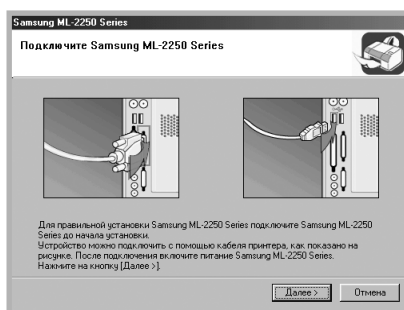 Samsung ML-2250 Series
Подключите Samsung ML-2250 Series
Для правильной установки Samsung ML-2250 Series подключите Samsung ML-2250
Series до начала установки.
Устройство можно подключить с помощью кабеля принтера, как показано на
рисунке. После подключения включите питание Samsung ML-2250 Series.
Нажмите на кнопку [Далее >].
Далее >
Отмена